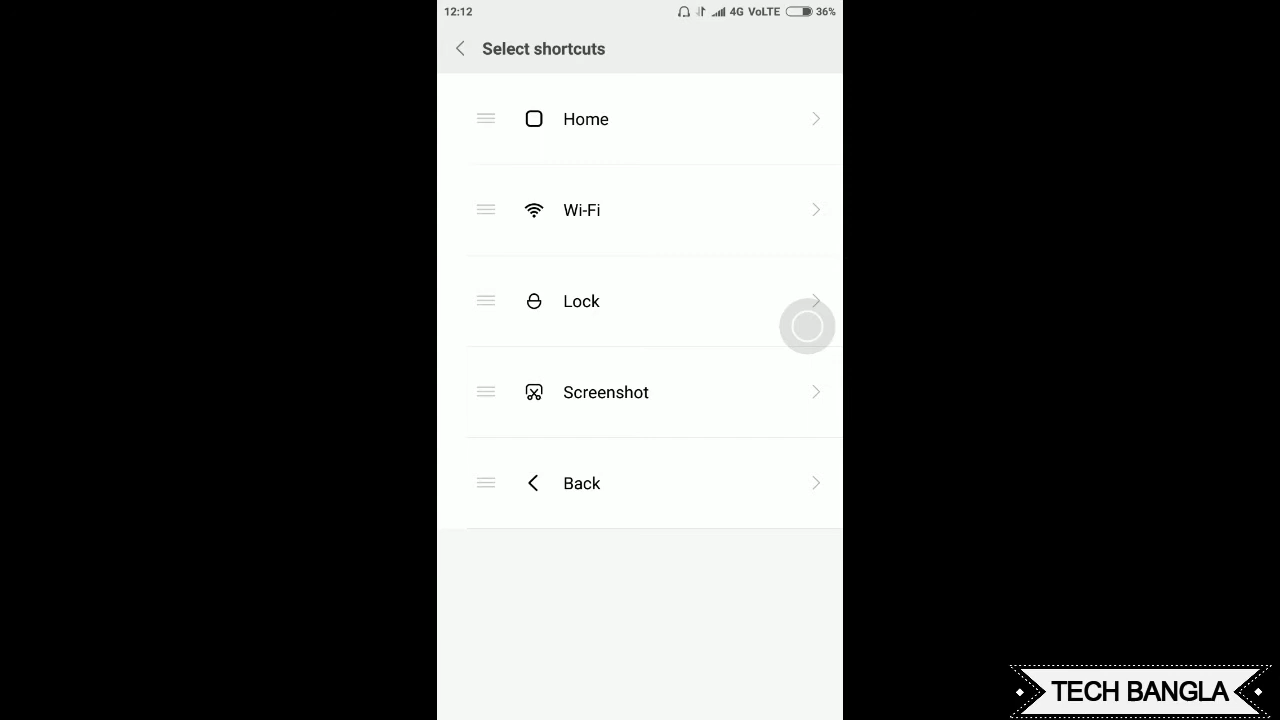 12:12 4G VoLTE 36%
Select shortcuts
Home
Wi-Fi
Lock
Screenshot
Back
TECH BANGLA